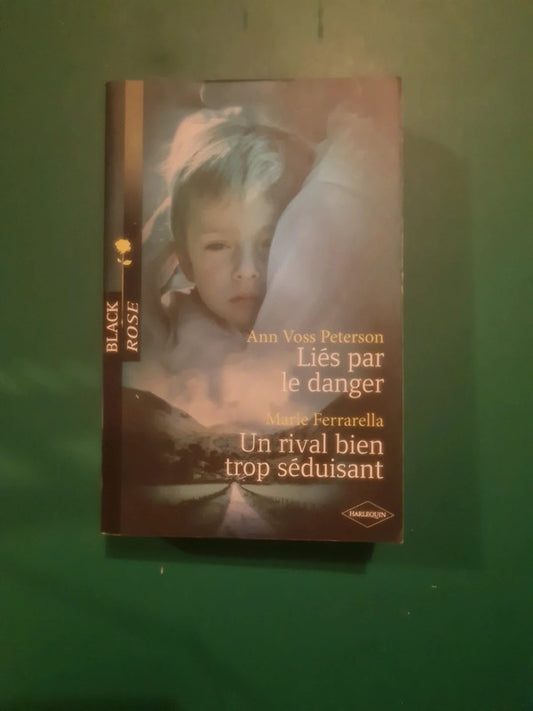 BLACK
ROSE
Ann Voss Peterson
Liés par
le danger
Marie Ferrarella
Un rival bien
trop séduisant
HARLEQUIN